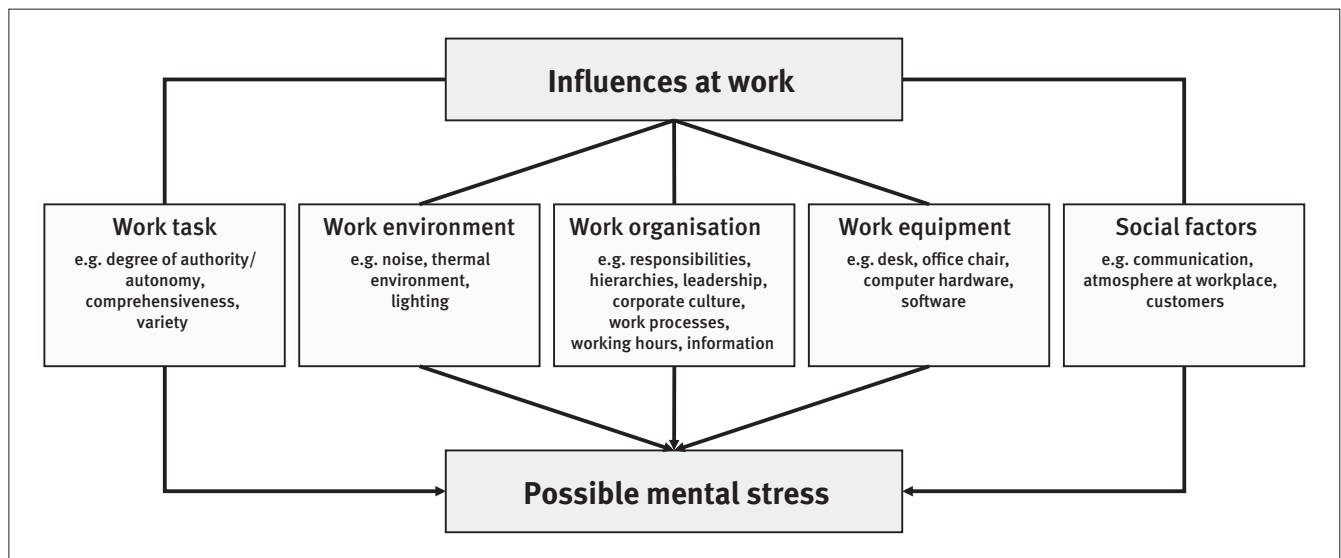 Influences at work
Work task
e.g. degree of authority/
autonomy,
comprehensiveness,
variety
Work environment
e.g. noise, thermal
environment,
lighting
Work organisation
e.g. responsibilities,
hierarchies, leadership,
corporate culture,
work processes,
working hours, information
Work equipment
e.g. desk, office chair,
computer hardware,
software
Social factors
e.g. communication,
atmosphere at workplace,
customers
Possible mental stress